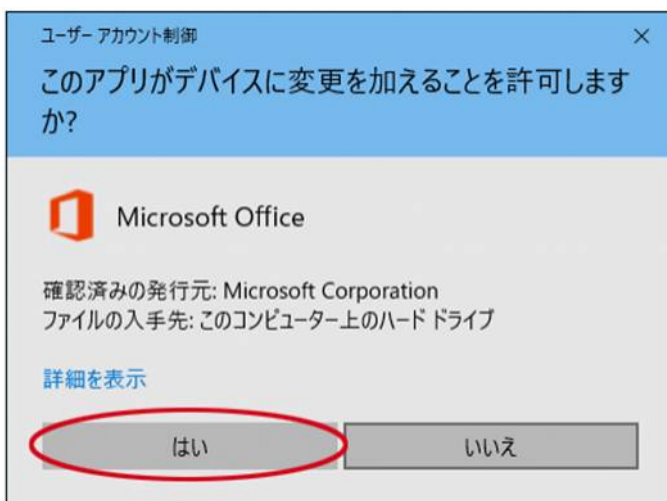 ユーザー アカウント制御
このアプリがデバイスに変更を加えることを許可します
か?
Microsoft Office
確認済みの発行元: Microsoft Corporation
ファイルの入手先: このコンピューター上のハード ドライブ
詳細を表示
はい
いいえ